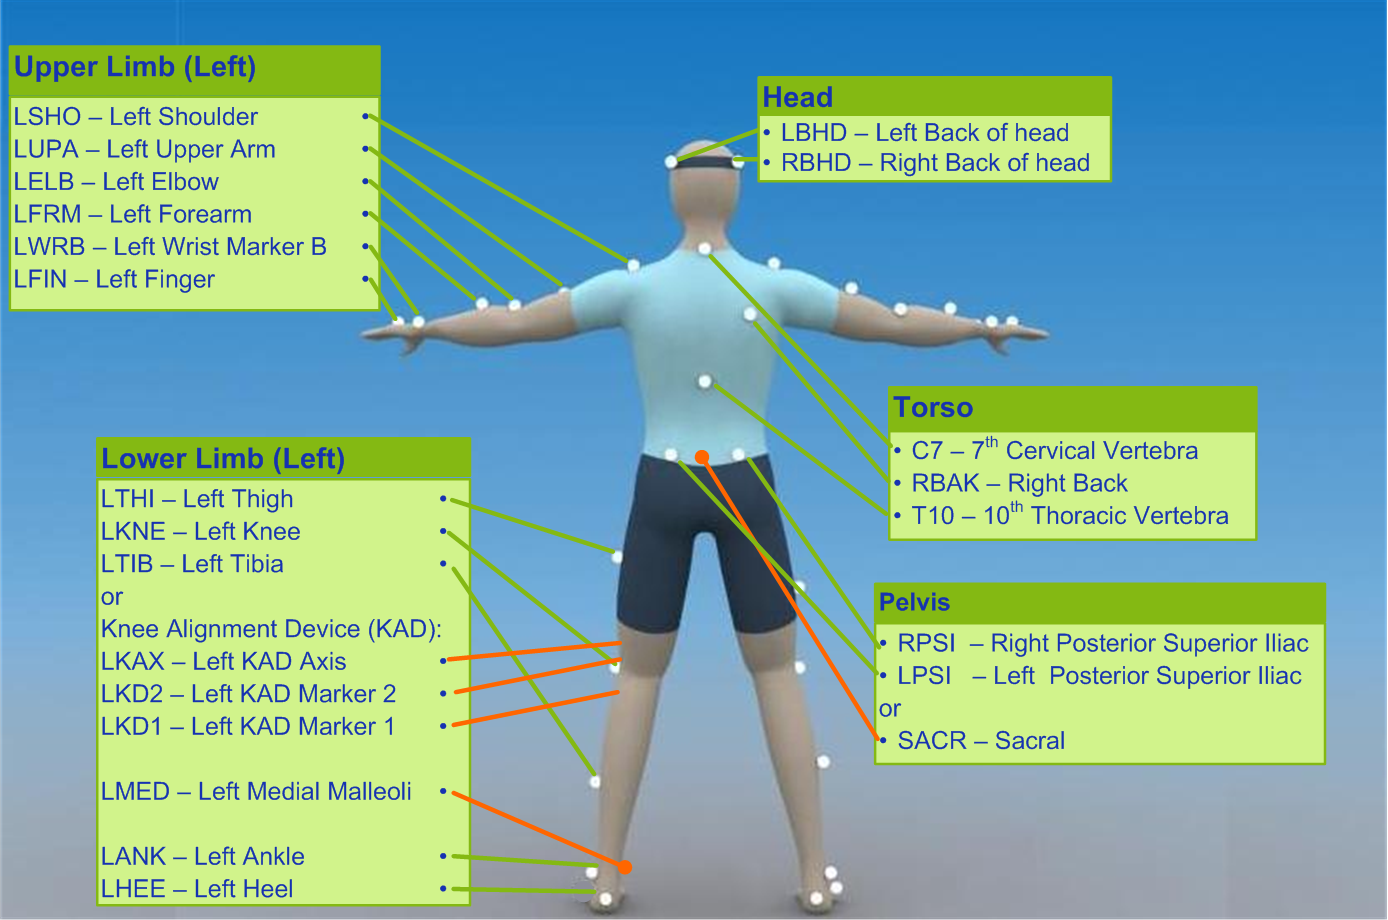 Upper Limb (Left)
LSHO – Left Shoulder •
LUPA – Left Upper Arm •
LELB – Left Elbow •
LFRM – Left Forearm •
LWRB – Left Wrist Marker B •
LFIN – Left Finger •
Head
• LBHD – Left Back of head
• RBHD – Right Back of head
Torso
• C7 – 7th Cervical Vertebra
• RBAK – Right Back
• T10 – 10th Thoracic Vertebra
Lower Limb (Left)
LTHI – Left Thigh •
LKNE – Left Knee •
LTIB – Left Tibia •
or
Knee Alignment Device (KAD):
LKAX – Left KAD Axis •
LKD2 – Left KAD Marker 2 •
LKD1 – Left KAD Marker 1 •
LMED – Left Medial Malleoli •
LANK – Left Ankle •
LHEE – Left Heel •
Pelvis
• RPSI – Right Posterior Superior Iliac
• LPSI – Left Posterior Superior Iliac
or
• SACR – Sacral